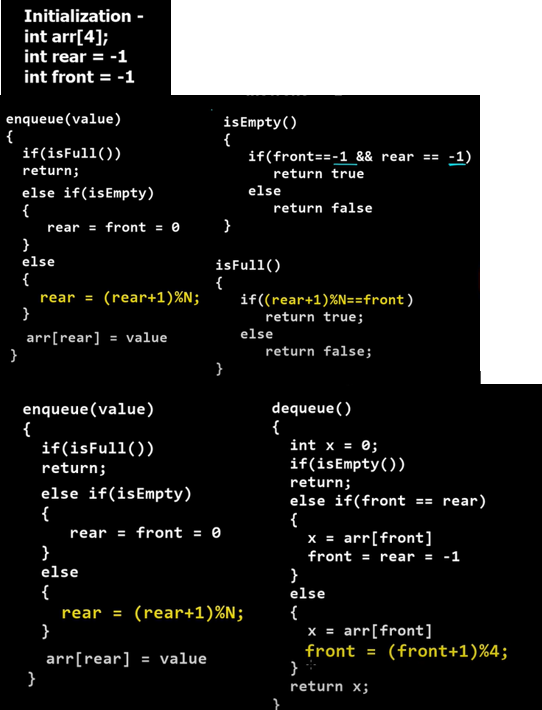 Initialization -
int arr[4];
int rear = -1
int front = -1
enqueue(value)
{
if(isFull())
return;
else if(isEmpty)
{
rear = front = 0
}
else
{
rear = (rear+1)%N;
}
arr[rear] = value
}
isEmpty()
{
if(front==-1 && rear == -1)
return true
else
return false
}
isFull()
{
if((rear+1)%N==front)
return true;
else
return false;
}
enqueue(value)
{
if(isFull())
return;
else if(isEmpty)
{
rear = front = 0
}
else
{
rear = (rear+1)%N;
}
arr[rear] = value
}
dequeue()
{
int x = 0;
if(isEmpty())
return;
else if(front == rear)
{
x = arr[front]
front = rear = -1
}
else
{
x = arr[front]
front = (front+1)%4;
}
return x;
}